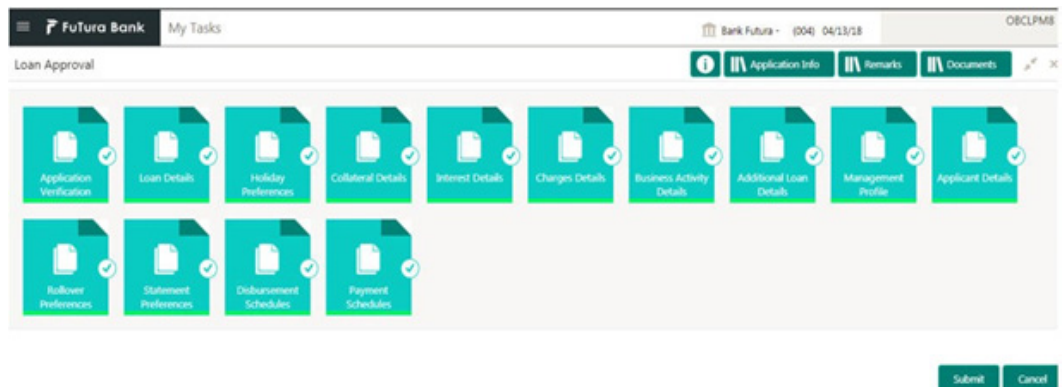 FuTura Bank My Tasks Bank Futura - (004) 04/13/18 OBCLPM8
Loan Approval i Application Info Remarks Documents
Application
Verification
Loan Details
Holiday
Preferences
Collateral Details
Interest Details
Charges Details
Business Activity
Details
Additional Loan
Details
Management
Profile
Applicant Details
Rollover
Preferences
Statement
Preferences
Disbursement
Schedules
Payment
Schedules
Submit Cancel